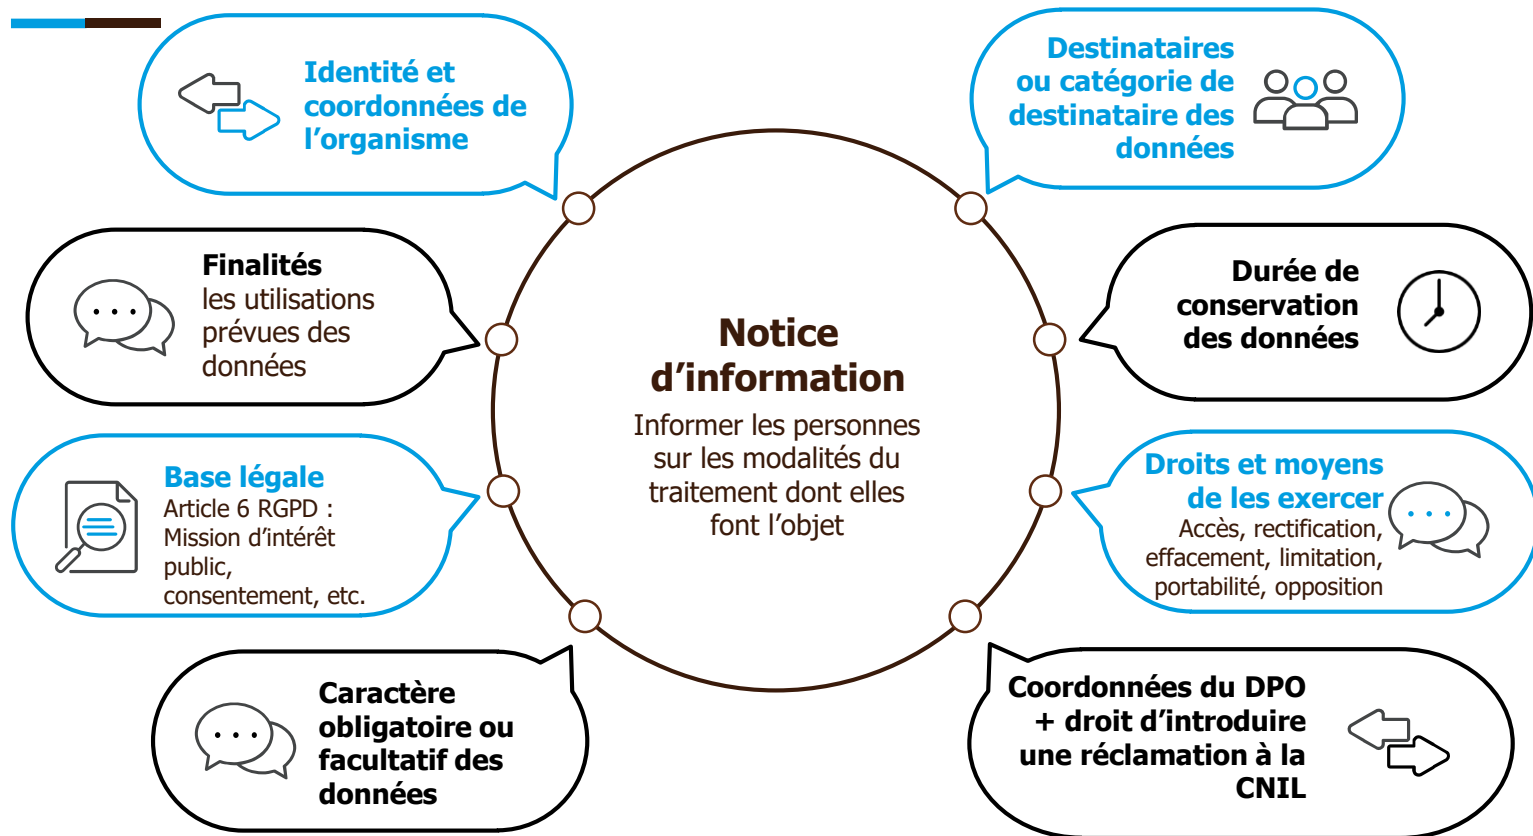 Identité et
coordonnées de
l’organisme
Finalités
les utilisations
prévues des
données
Base légale
Article 6 RGPD :
Mission d’intérêt
public,
consentement, etc.
Caractère
obligatoire ou
facultatif des
données
Notice
d’information
Informer les personnes
sur les modalités du
traitement dont elles
font l’objet
Destinataires
ou catégorie de
destinataire des
données
Durée de
conservation
des données
Droits et moyens
de les exercer
Accès, rectification,
effacement, limitation,
portabilité, opposition
Coordonnées du DPO
+ droit d’introduire
une réclamation à la
CNIL